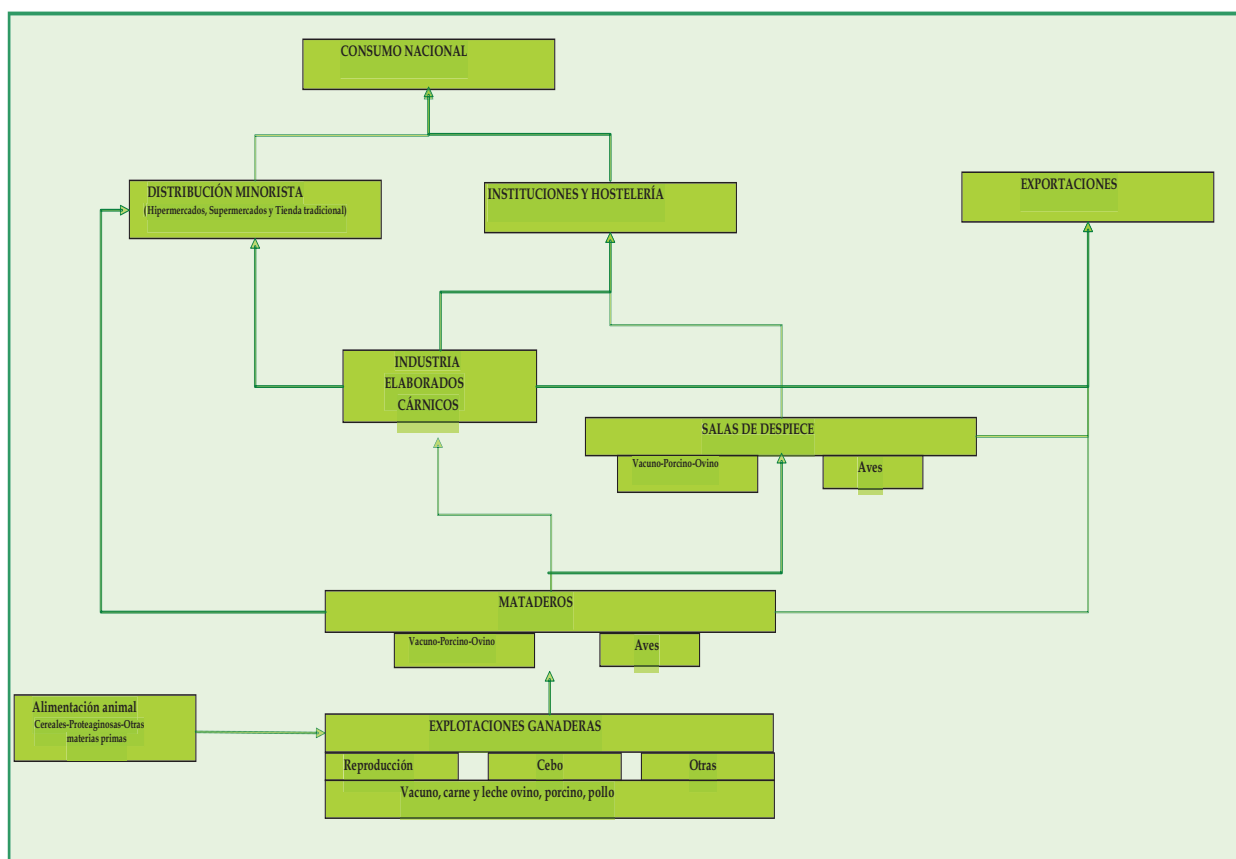 CONSUMO NACIONAL
DISTRIBUCIÓN MINORISTA
(Hipermercados, Supermercados y Tienda tradicional)
INSTITUCIONES Y HOSTELERÍA
EXPORTACIONES
INDUSTRIA
ELABORADOS
CÁRNICOS
SALAS DE DESPIECE
Vacuno-Porcino-Ovino
Aves
MATADEROS
Vacuno-Porcino-Ovino
Aves
Alimentación animal
Cereales-Proteaginosas-Otras
materias primas
EXPLOTACIONES GANADERAS
Reproducción
Cebo
Otras
Vacuno, carne y leche ovino, porcino, pollo